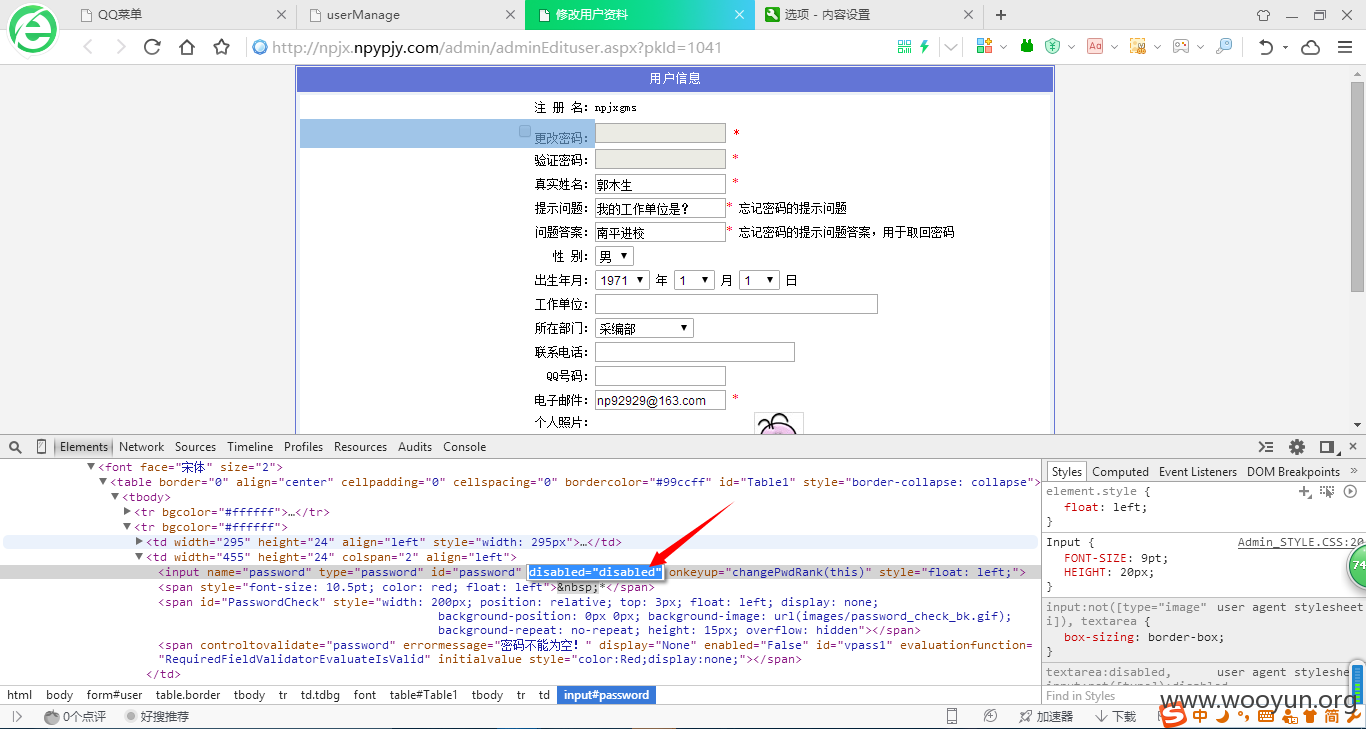 QQ菜单
userManage
修改用户资料
选项 - 内容设置
http://npjx.npypjy.com/admin/adminEdituser.aspx?pkId=1041
用户信息
注 册 名: npjxgms
更改密码: *
验证密码: *
真实姓名: 郭木生 *
提示问题: 我的工作单位是? * 忘记密码的提示问题
问题答案: 南平进校 * 忘记密码的提示问题答案,用于取回密码
性 别: 男
出生年月: 1971 年 1 月 1 日
工作单位:
所在部门: 采编部
联系电话:
QQ号码:
电子邮件: np92929@163.com *
个人照片:
Elements Network Sources Timeline Profiles Resources Audits Console
<font face="宋体" size="2">
<table border="0" align="center" cellpadding="0" cellspacing="0" bordercolor="#99ccff" id="Table1" style="border-collapse: collapse">
<tbody>
<tr bgcolor="#ffffff">…</tr>
<tr bgcolor="#ffffff">
<td width="295" height="24" align="left" style="width: 295px">…</td>
<td width="455" height="24" colspan="2" align="left">
<input name="password" type="password" id="password" disabled="disabled" onkeyup="changePwdRank(this)" style="float: left;">
<span style="font-size: 10.5pt; color: red; float: left">&nbsp;*</span>
<span id="PasswordCheck" style="width: 200px; position: relative; top: 3px; float: left; display: none;
background-position: 0px 0px; background-image: url(images/password_check_bk.gif);
background-repeat: no-repeat; height: 15px; overflow: hidden"></span>
<span controltovalidate="password" errormessage="密码不能为空! " display="None" enabled="False" id="vpass1" evaluationfunction=
"RequiredFieldValidatorEvaluateIsValid" initialvalue style="color:Red;display:none;"></span>
</td>
html body form#user table.border tbody tr td.tdbg font table#Table1 tbody tr td input#password
Styles Computed Event Listeners DOM Breakpoints »
element.style {
float: left;
}
Input { Admin_STYLE.CSS:20
FONT-SIZE: 9pt;
HEIGHT: 20px;
}
input:not([type="image" user agent stylesheet
i]), textarea {
box-sizing: border-box;
}
textarea:disabled, user agent styleshe
Find in Styles
74
www.wooyun.org
0个点评
好搜推荐
加速器
下载
中
简